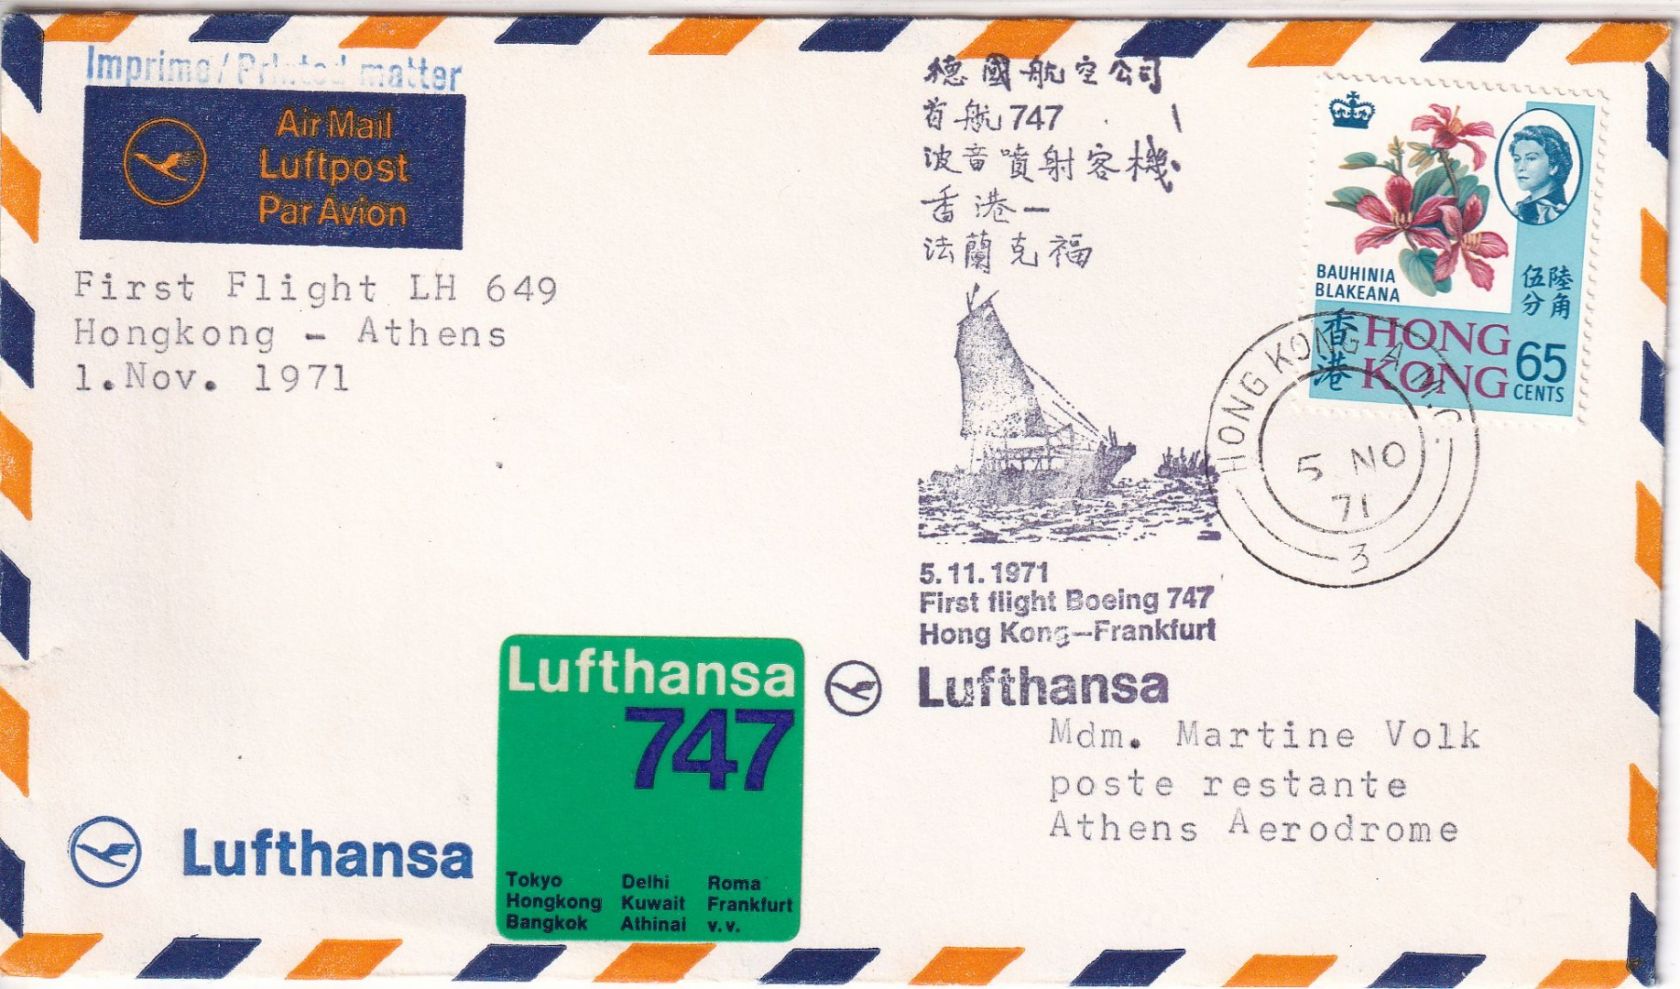 Imprimé / Printed matter
Air Mail
Luftpost
Par Avion
First Flight LH 649
Hongkong - Athens
1.Nov. 1971
德國航空公司
首航747
波音噴射客機
香港一
法蘭克福
5.11.1971
First flight Boeing 747
Hong Kong–Frankfurt
Lufthansa
BAUHINIA
BLAKEANA
陸角
伍分
香港
HONG
KONG
65
CENTS
HONG KONG A.M.C.
5 NO
71
3
Mdm. Martine Volk
poste restante
Athens Aerodrome
Lufthansa
747
Tokyo Delhi Roma
Hongkong Kuwait Frankfurt
Bangkok Athinai v.v.
Lufthansa